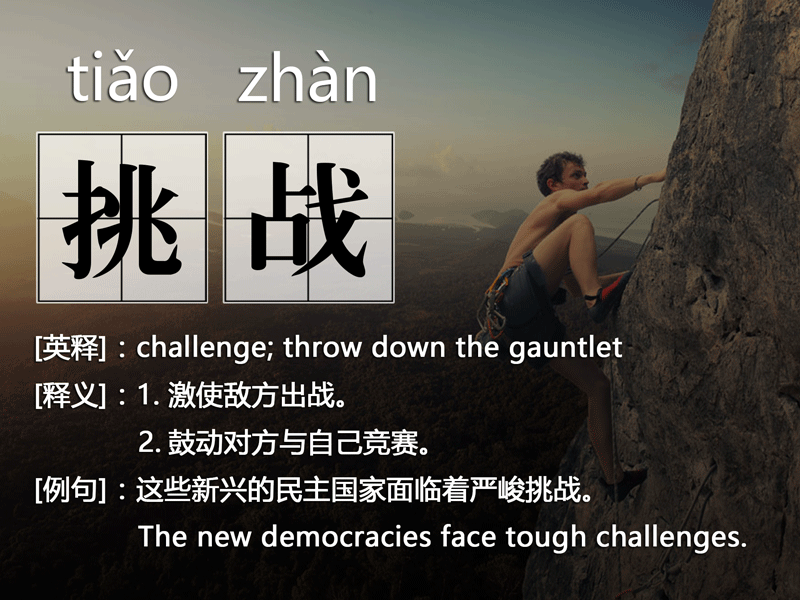 tiǎo zhàn
挑战
[英释]：challenge; throw down the gauntlet
[释义]：1. 激使敌方出战。
2. 鼓动对方与自己竞赛。
[例句]：这些新兴的民主国家面临着严峻挑战。
The new democracies face tough challenges.